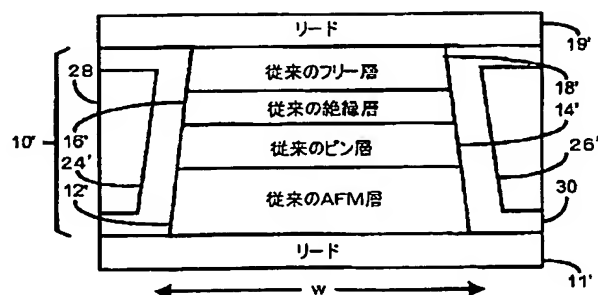 リード
19'
従来のフリー層
28
18'
従来の絶縁層
14'
10'
16'
従来のピン層
26'
24'
12'
従来のAFM層
30
リード
11'
W